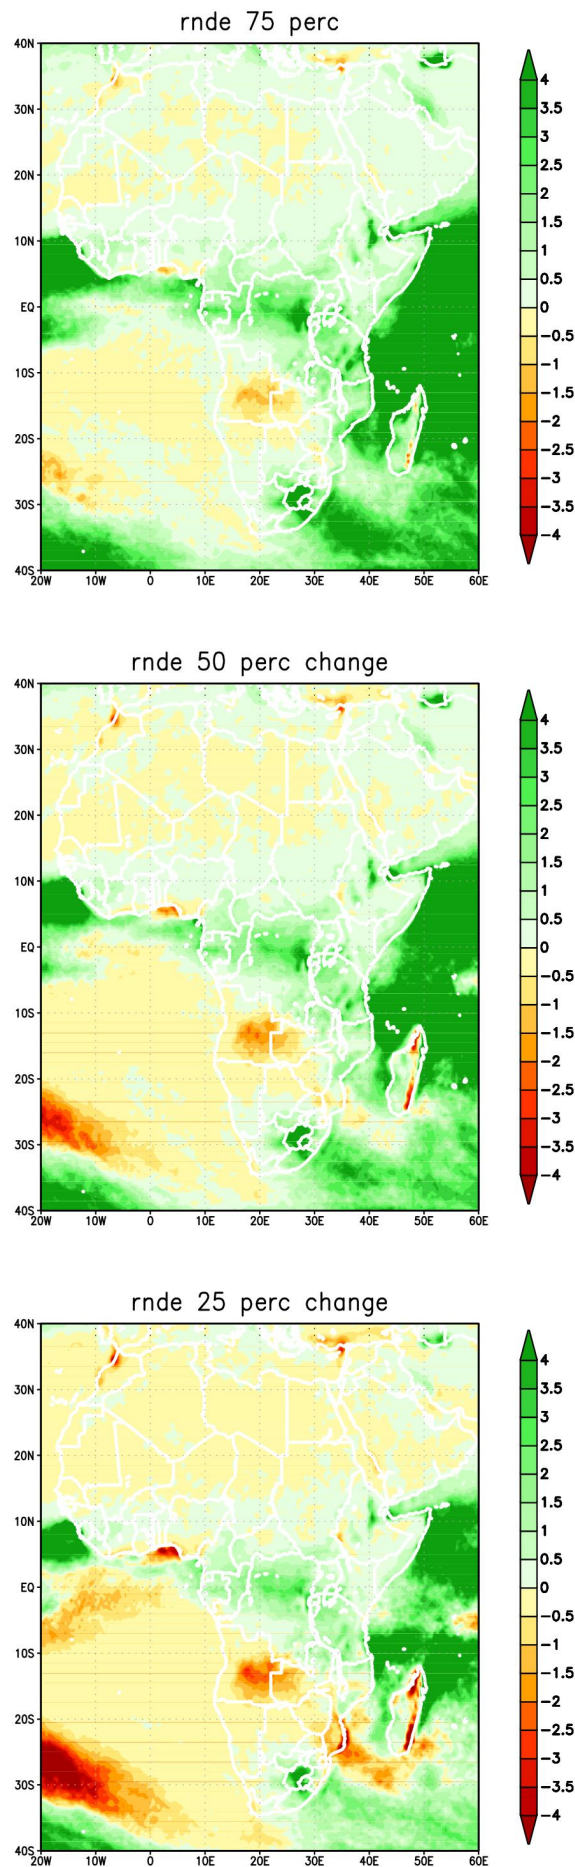 rnde 75 perc
40N
30N
20N
10N
EQ
10S
20S
30S
40S
20W 10W 0 10E 20E 30E 40E 50E 60E
4
3.5
3
2.5
2
1.5
1
0.5
0
-0.5
-1
-1.5
-2
-2.5
-3
-3.5
-4
rnde 50 perc change
40N
30N
20N
10N
EQ
10S
20S
30S
40S
20W 10W 0 10E 20E 30E 40E 50E 60E
4
3.5
3
2.5
2
1.5
1
0.5
0
-0.5
-1
-1.5
-2
-2.5
-3
-3.5
-4
rnde 25 perc change
40N
30N
20N
10N
EQ
10S
20S
30S
40S
20W 10W 0 10E 20E 30E 40E 50E 60E
4
3.5
3
2.5
2
1.5
1
0.5
0
-0.5
-1
-1.5
-2
-2.5
-3
-3.5
-4